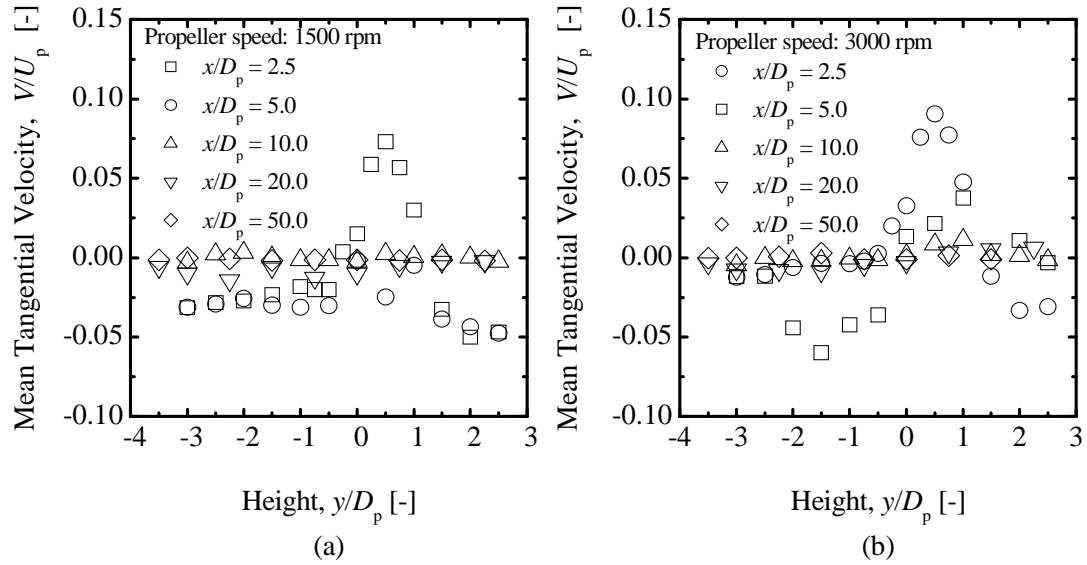 Mean Tangential Velocity, V/Uₚ [-]
0.15
0.10
0.05
0.00
-0.05
-0.10
Propeller speed: 1500 rpm
x/Dₚ = 2.5
x/Dₚ = 5.0
x/Dₚ = 10.0
x/Dₚ = 20.0
x/Dₚ = 50.0
-4 -3 -2 -1 0 1 2 3
Height, y/Dₚ [-]
(a)
Mean Tangential Velocity, V/Uₚ [-]
0.15
0.10
0.05
0.00
-0.05
-0.10
Propeller speed: 3000 rpm
x/Dₚ = 2.5
x/Dₚ = 5.0
x/Dₚ = 10.0
x/Dₚ = 20.0
x/Dₚ = 50.0
-4 -3 -2 -1 0 1 2 3
Height, y/Dₚ [-]
(b)